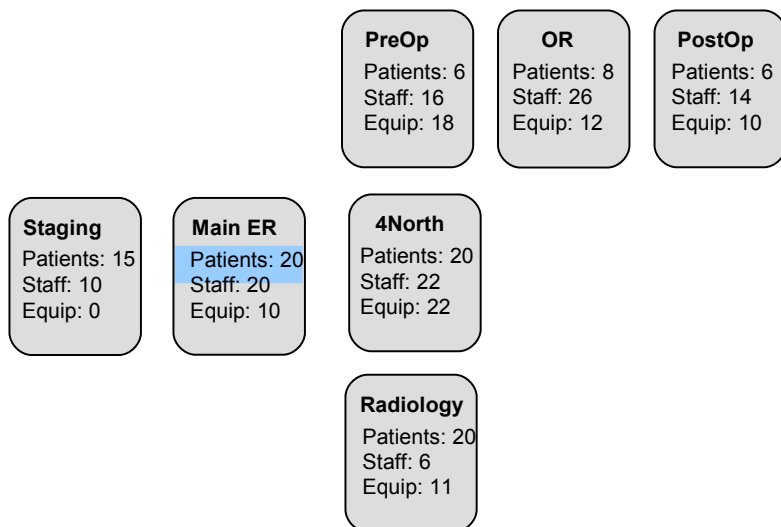 PreOp
Patients: 6
Staff: 16
Equip: 18
OR
Patients: 8
Staff: 26
Equip: 12
PostOp
Patients: 6
Staff: 14
Equip: 10
Staging
Patients: 15
Staff: 10
Equip: 0
Main ER
Patients: 20
Staff: 20
Equip: 10
4North
Patients: 20
Staff: 22
Equip: 22
Radiology
Patients: 20
Staff: 6
Equip: 11